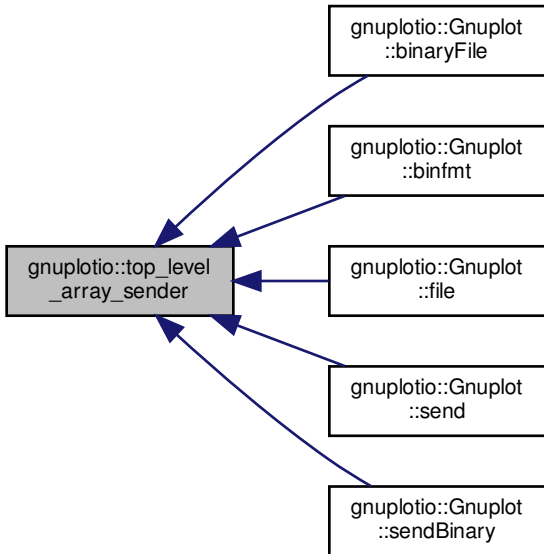 gnuplotio::Gnuplot
::binaryFile
gnuplotio::Gnuplot
::binfmt
gnuplotio::top_level
_array_sender
gnuplotio::Gnuplot
::file
gnuplotio::Gnuplot
::send
gnuplotio::Gnuplot
::sendBinary